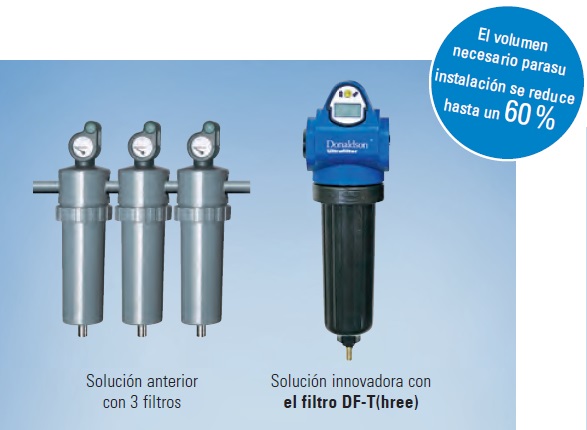 El volumen
necesario parasu
instalación se reduce
hasta un 60 %
Donaldson
Ultrafilter
Solución anterior
con 3 filtros
Solución innovadora con
el filtro DF-T(hree)